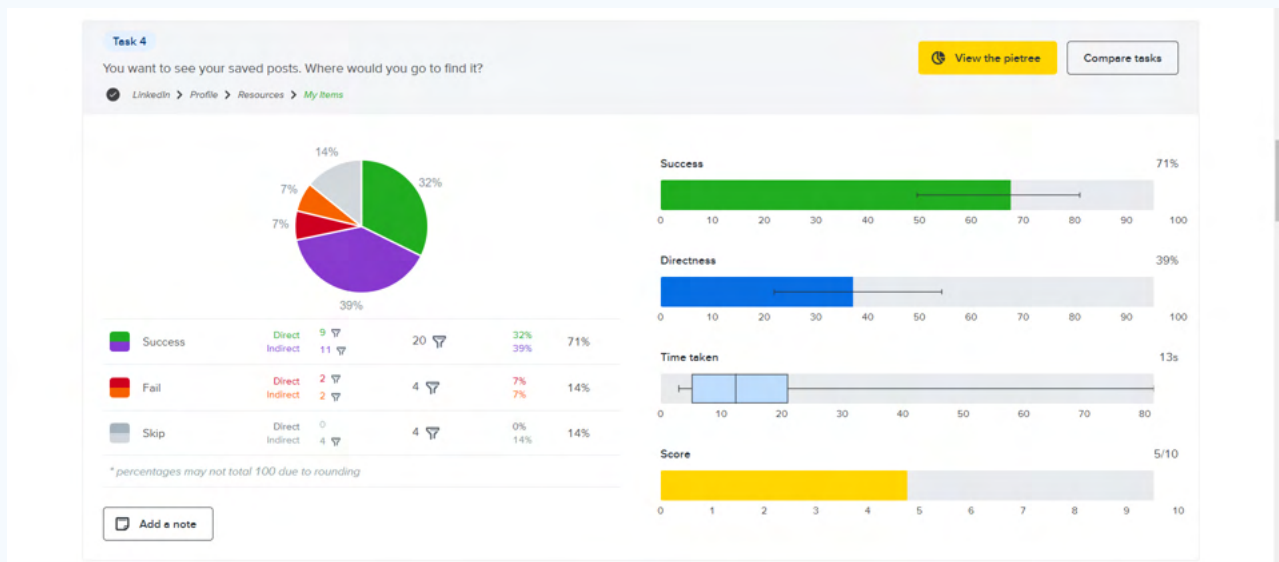 Task 4
You want to see your saved posts. Where would you go to find it?
LinkedIn > Profile > Resources > My Items
View the pietree
Compare tasks
14%
32%
7%
7%
39%
Success Direct 9 20 32% 71%
Indirect 11 39%
Fail Direct 2 4 7% 14%
Indirect 2 7%
Skip Direct 0 4 0% 14%
Indirect 4 14%
* percentages may not total 100 due to rounding
Add a note
Success 71%
0 10 20 30 40 50 60 70 80 90 100
Directness 39%
0 10 20 30 40 50 60 70 80 90 100
Time taken 13s
0 10 20 30 40 50 60 70 80
Score 5/10
0 1 2 3 4 5 6 7 8 9 10